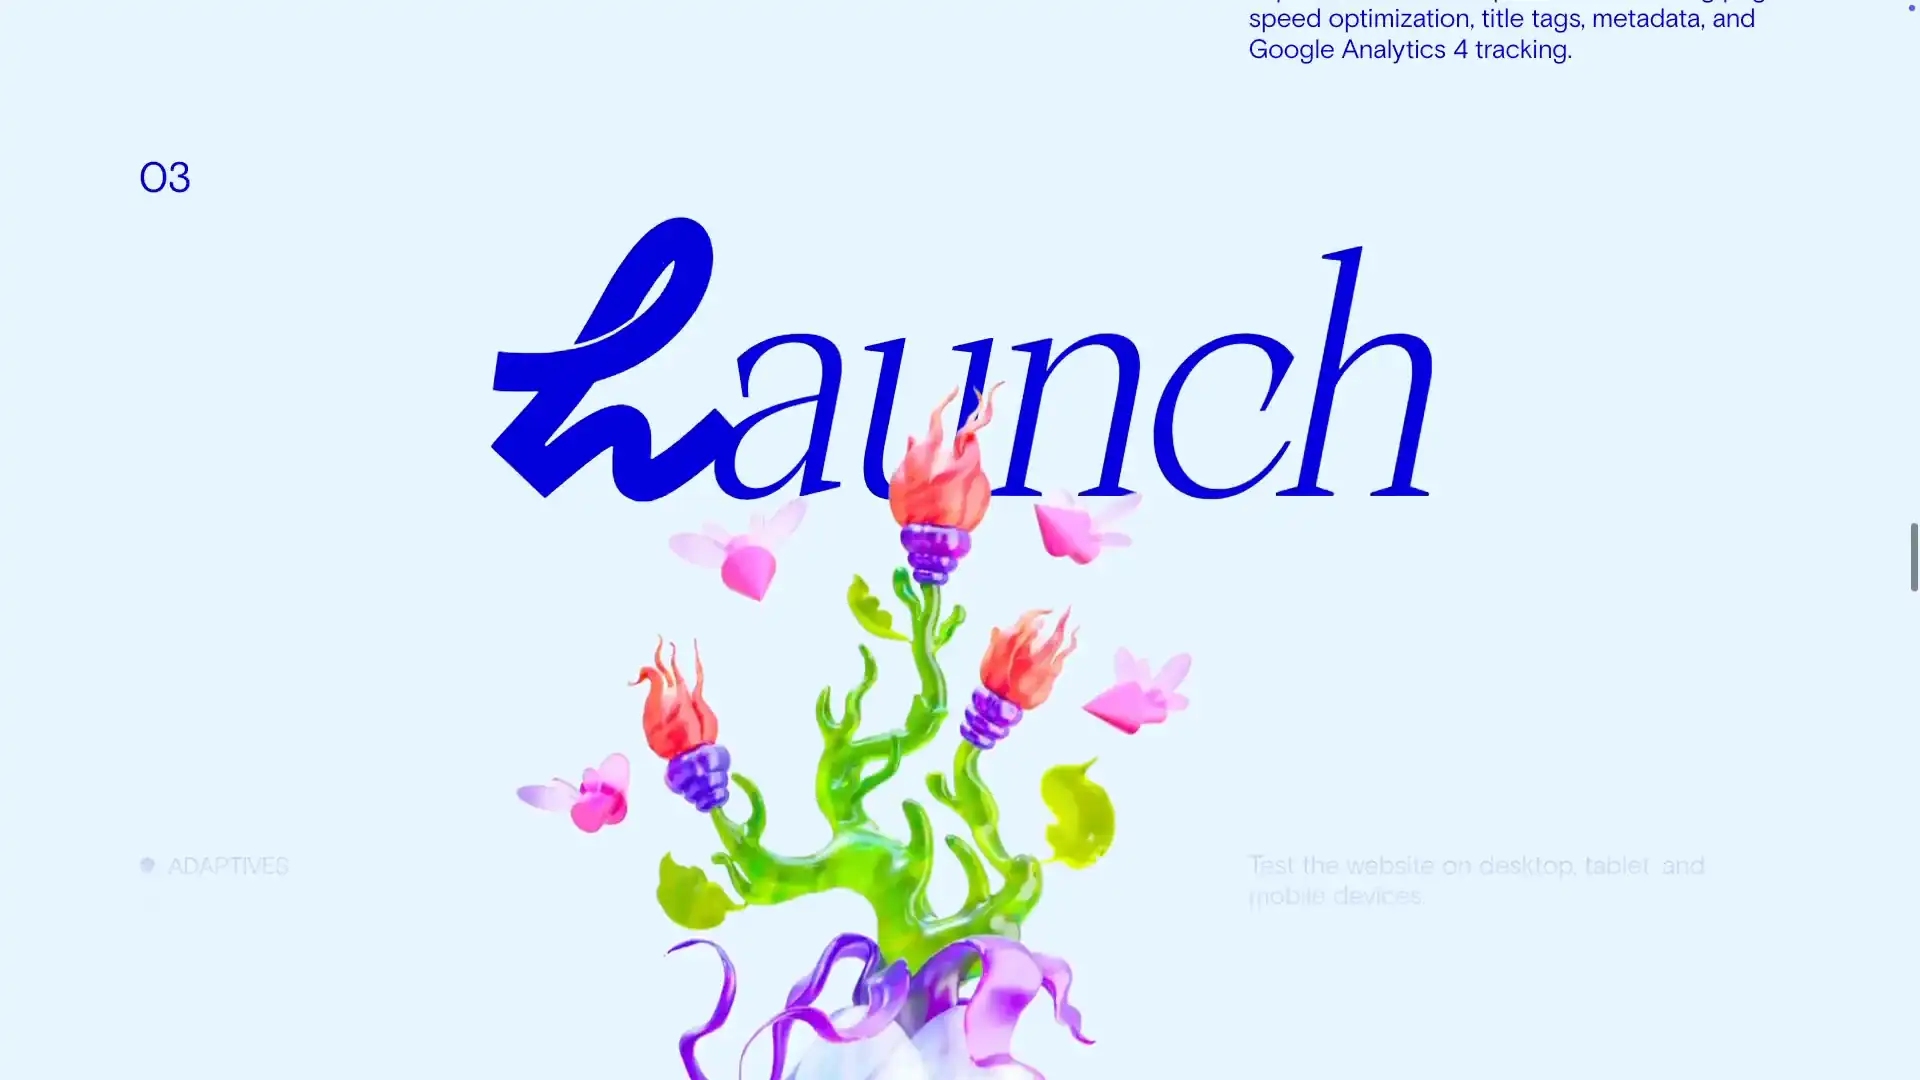 speed optimization, title tags, metadata, and
Google Analytics 4 tracking.
03
Launch
ADAPTIVES
Test the website on desktop, tablet and
mobile devices.